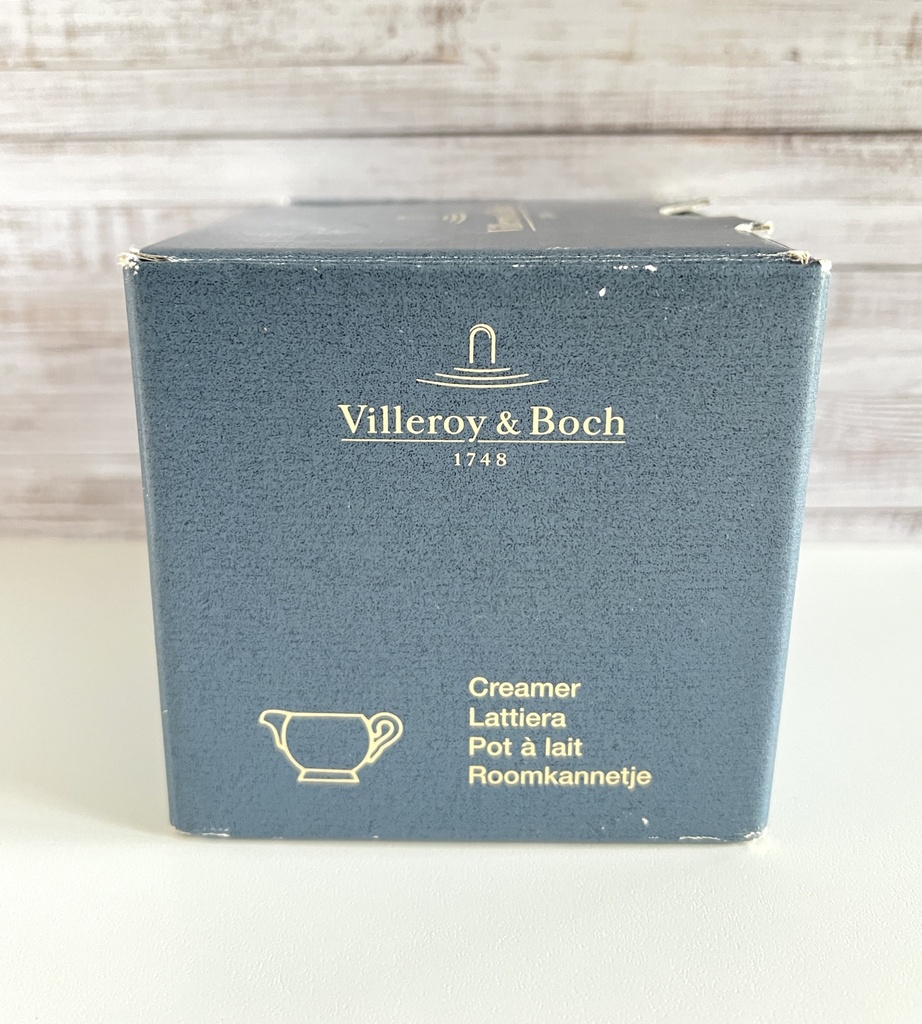 Villeroy & Boch
1748
Creamer
Lattiera
Pot à lait
Roomkannetje